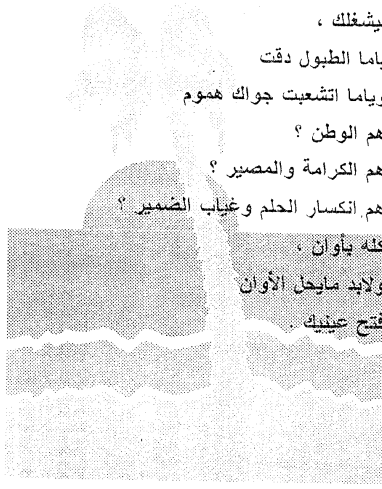 يشغلك ،
ياما الطبول دقت
وياما اتشعبت جواك هموم
هم الوطن ؟
هم الكرامة والمصير ؟
هم انكسار الحلم وغياب الضمير ؟
كله بأوان ،
ولابد مايحل الأوان
فتح عينيك .